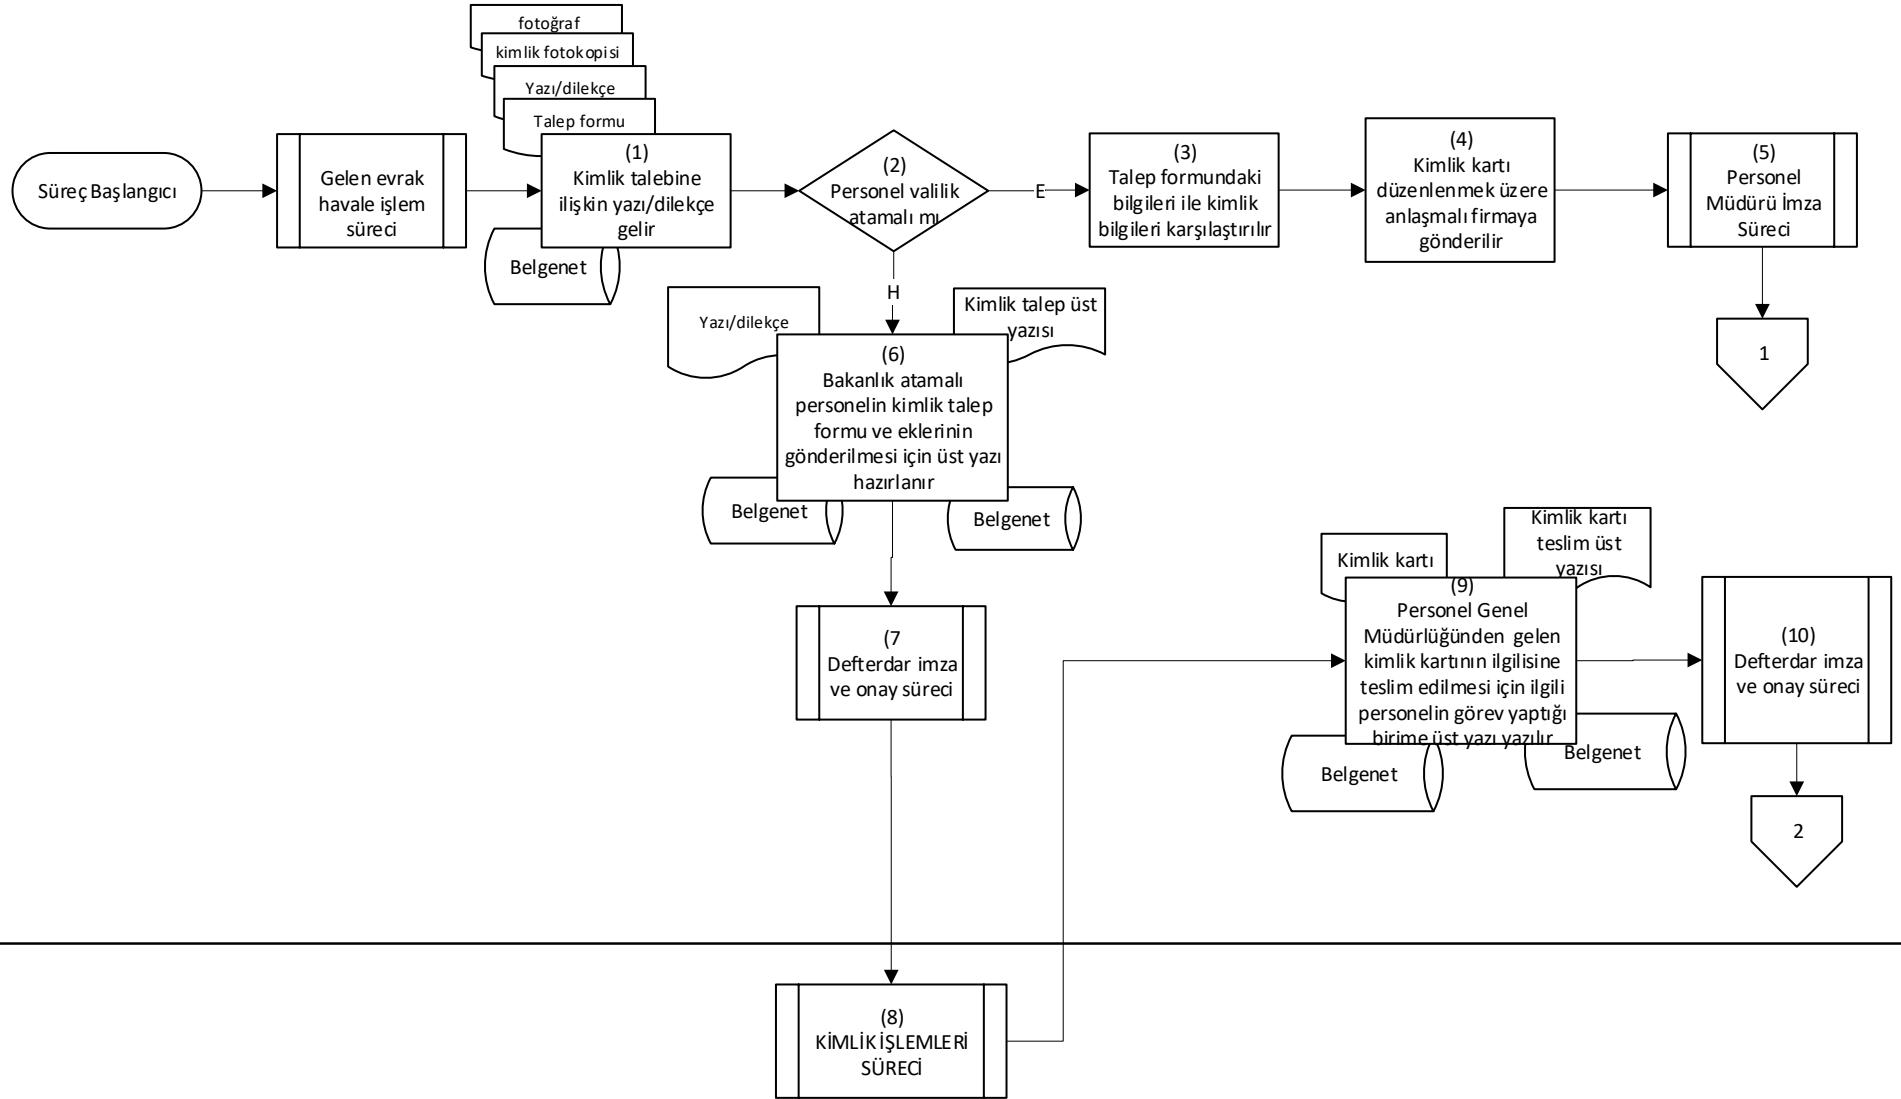 fotoğraf
kimlik fotokopisi
Yazı/dilekçe
Talep formu
Süreç Başlangıcı
Gelen evrak
havale işlem
süreci
(1)
Kimlik talebine
ilişkin yazı/dilekçe
gelir
Belgenet
(2)
Personel valilik
atamalı mı
E
(3)
Talep formundaki
bilgileri ile kimlik
bilgileri karşılaştırılır
(4)
Kimlik kartı
düzenlenmek üzere
anlaşmalı firmaya
gönderilir
(5)
Personel
Müdürü İmza
Süreci
1
H
Yazı/dilekçe
Kimlik talep üst
yazısı
(6)
Bakanlık atamalı
personelin kimlik talep
formu ve eklerinin
gönderilmesi için üst yazı
hazırlanır
Belgenet
Belgenet
(7
Defterdar imza
ve onay süreci
Kimlik kartı
Kimlik kartı
teslim üst
yazısı
(9)
Personel Genel
Müdürlüğünden gelen
kimlik kartının ilgilisine
teslim edilmesi için ilgili
personelin görev yaptığı
birime üst yazı yazılır
Belgenet
Belgenet
(10)
Defterdar imza
ve onay süreci
2
(8)
KİMLİK İŞLEMLERİ
SÜRECİ